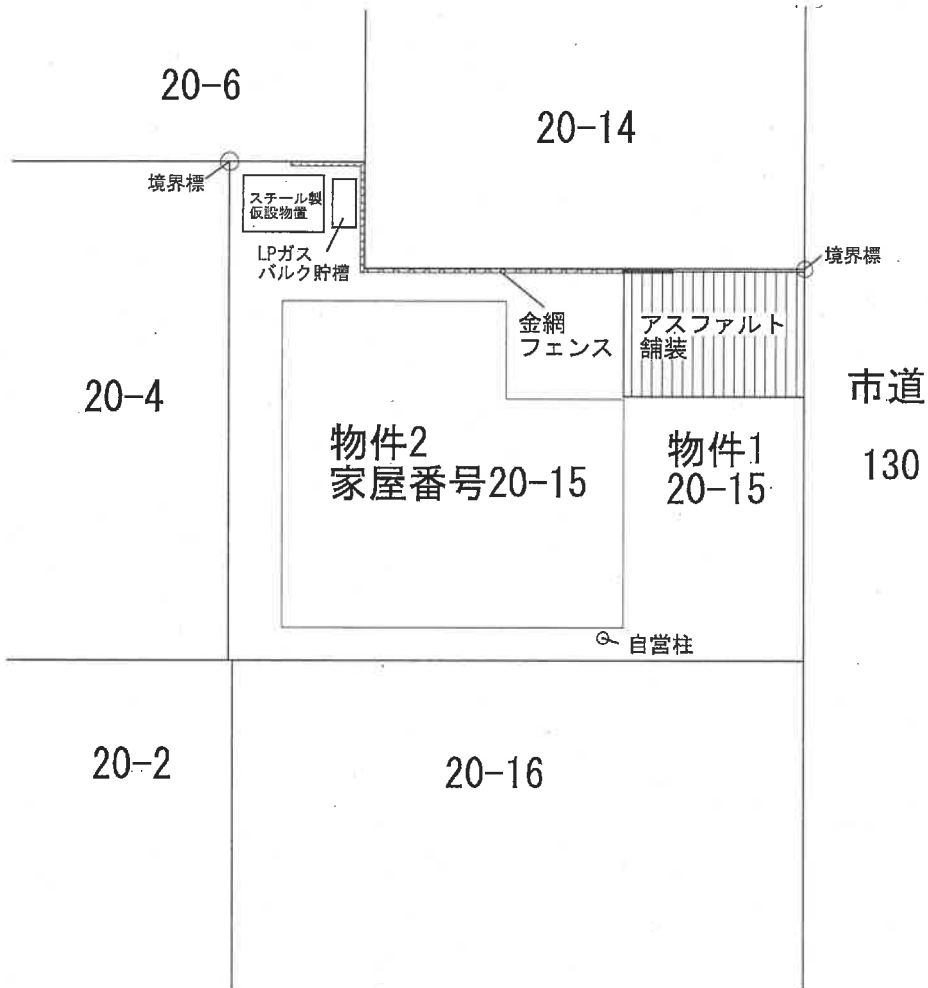 20-6
20-14
境界標
スチール製
仮設物置
LPガス
バルク貯槽
境界標
金網
フェンス
アスファルト
舗装
20-4
市道
130
物件2
家屋番号20-15
物件1
20-15
自営柱
20-2
20-16